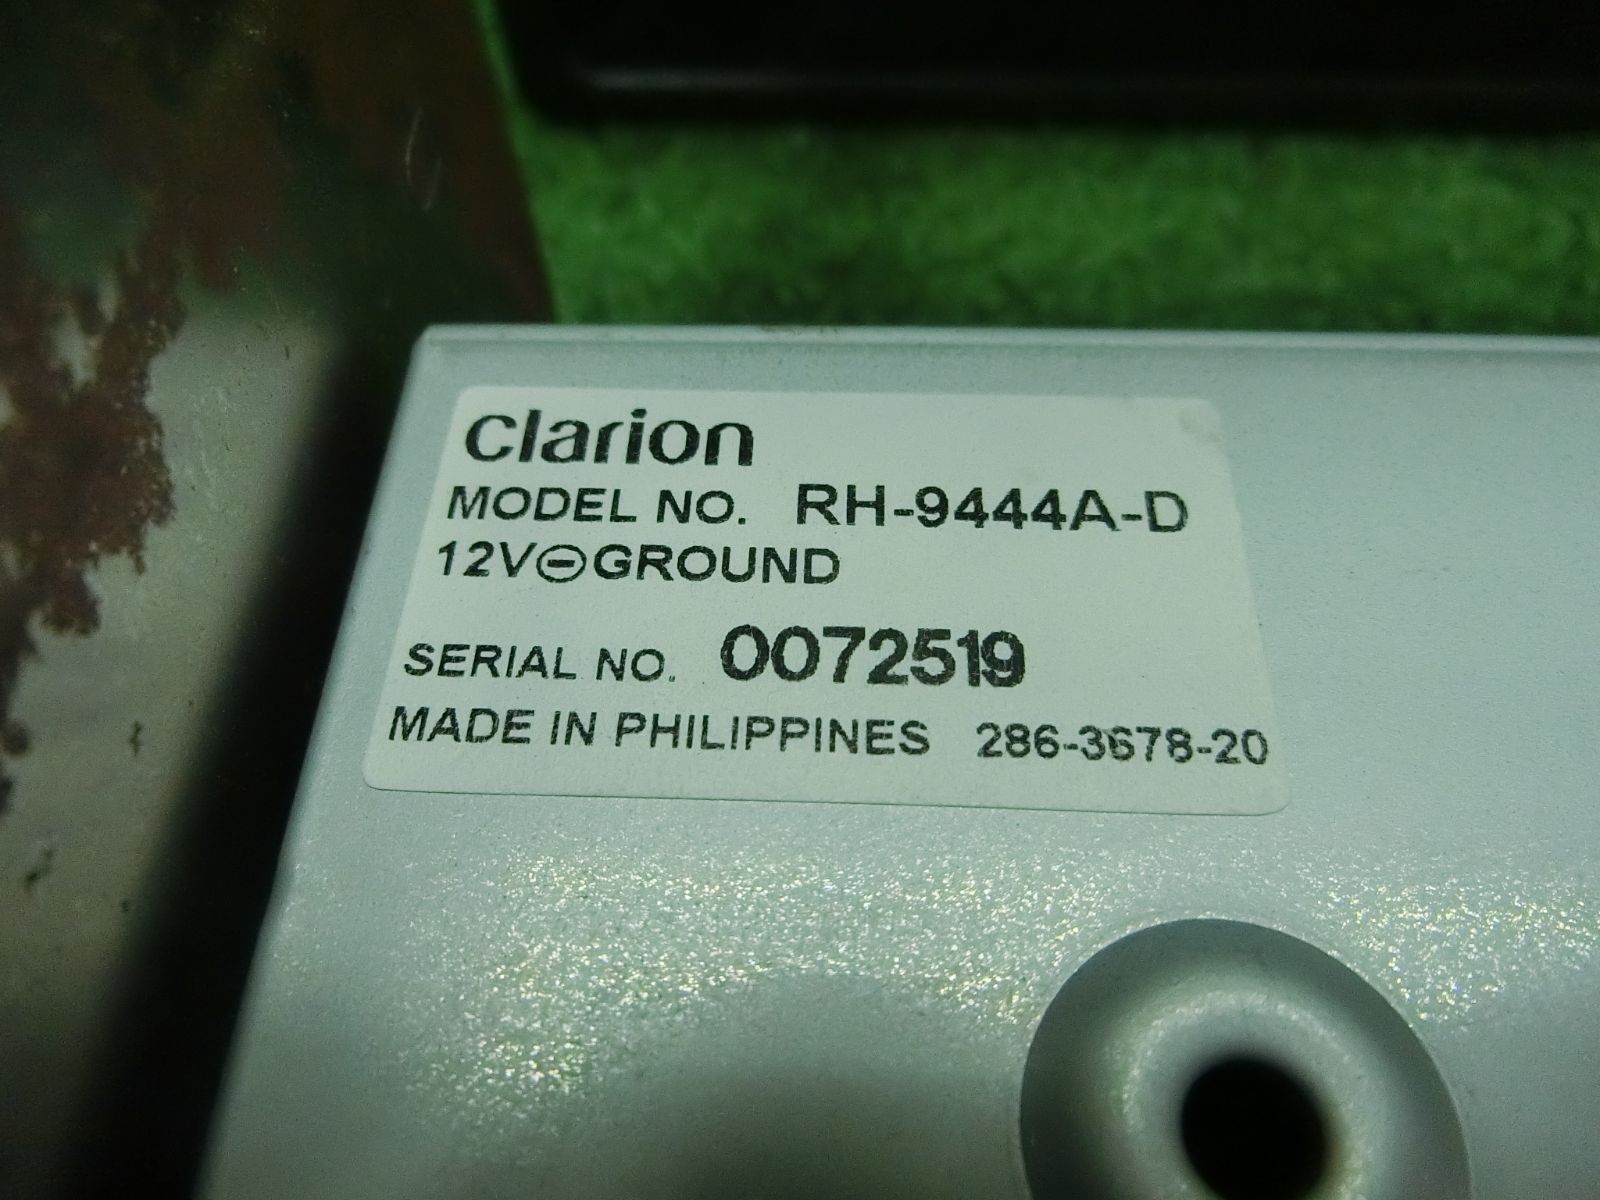 clarion
MODEL NO. RH-9444A-D
12V⊖GROUND
SERIAL NO. 0072519
MADE IN PHILIPPINES 286-3678-20